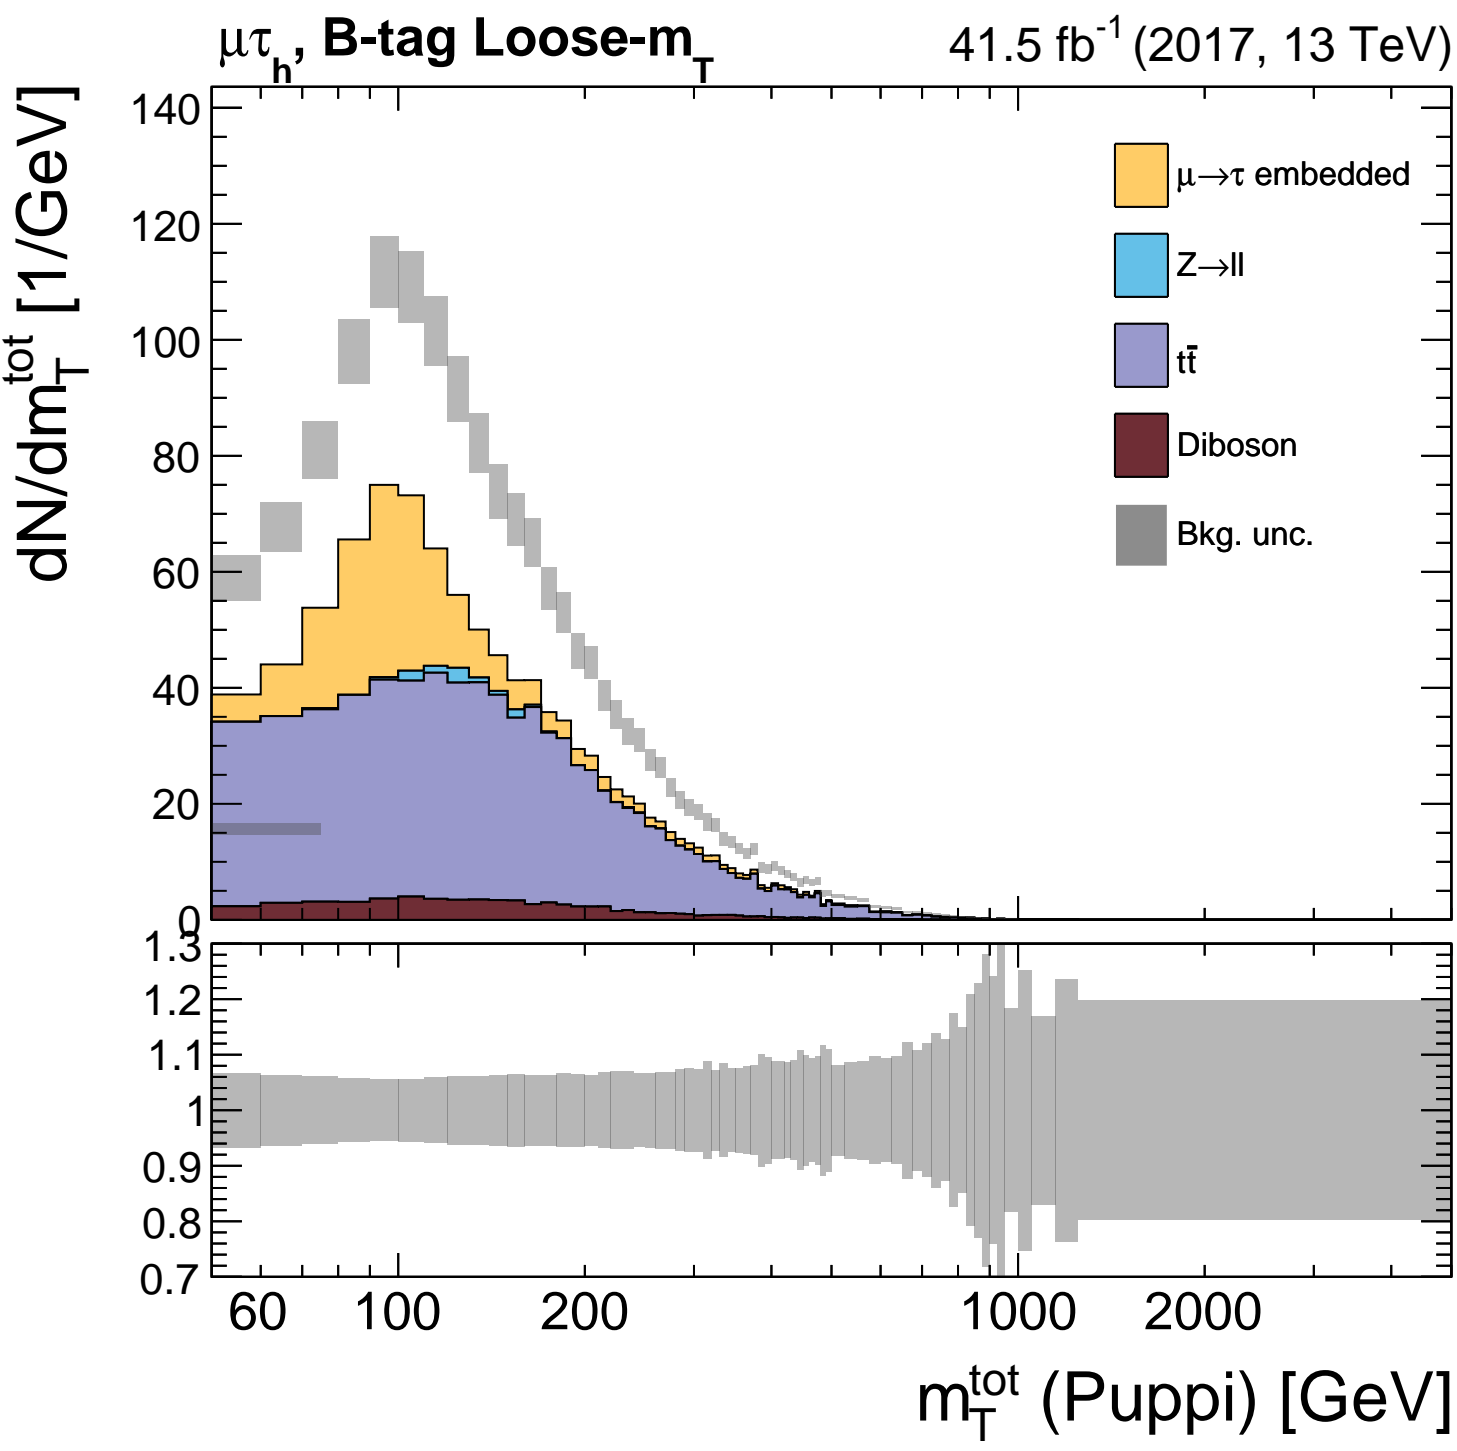 μτh, B-tag Loose-mT
41.5 fb-1 (2017, 13 TeV)
dN/dmTtot [1/GeV]
140
120
100
80
60
40
20
0
μ→τ embedded
Z→ll
tt̄
Diboson
Bkg. unc.
1.3
1.2
1.1
1
0.9
0.8
0.7
60 100 200 1000 2000
mTtot (Puppi) [GeV]